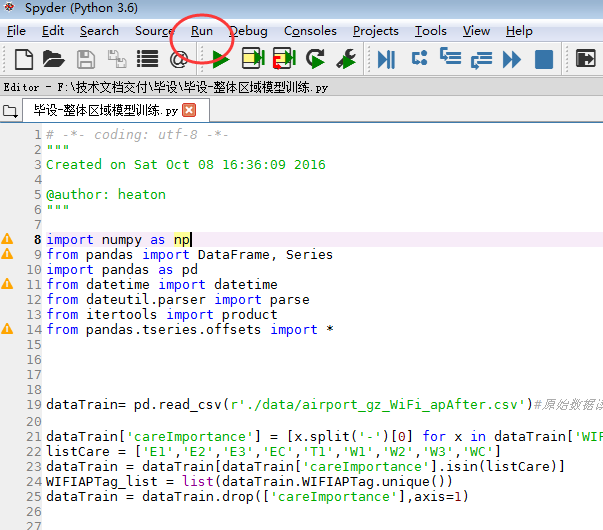 Spyder (Python 3.6)
File Edit Search Source Run Debug Consoles Projects Tools View Help
Editor - F:\技术文档交付\毕设\毕设-整体区域模型训练.py
毕设-整体区域模型训练.py
1 # -*- coding: utf-8 -*-
2 """
3 Created on Sat Oct 08 16:36:09 2016
4
5 @author: heaton
6 """
7
8 import numpy as np
9 from pandas import DataFrame, Series
10 import pandas as pd
11 from datetime import datetime
12 from dateutil.parser import parse
13 from itertools import product
14 from pandas.tseries.offsets import *
15
16
17
18
19 dataTrain= pd.read_csv(r'./data/airport_gz_WiFi_apAfter.csv')#原始数据
20
21 dataTrain['careImportance'] = [x.split('-')[0] for x in dataTrain['WIF
22 listCare = ['E1','E2','E3','EC','T1','W1','W2','W3','WC']
23 dataTrain = dataTrain[dataTrain['careImportance'].isin(listCare)]
24 WIFIAPTag_list = list(dataTrain.WIFIAPTag.unique())
25 dataTrain = dataTrain.drop(['careImportance'],axis=1)
26
27